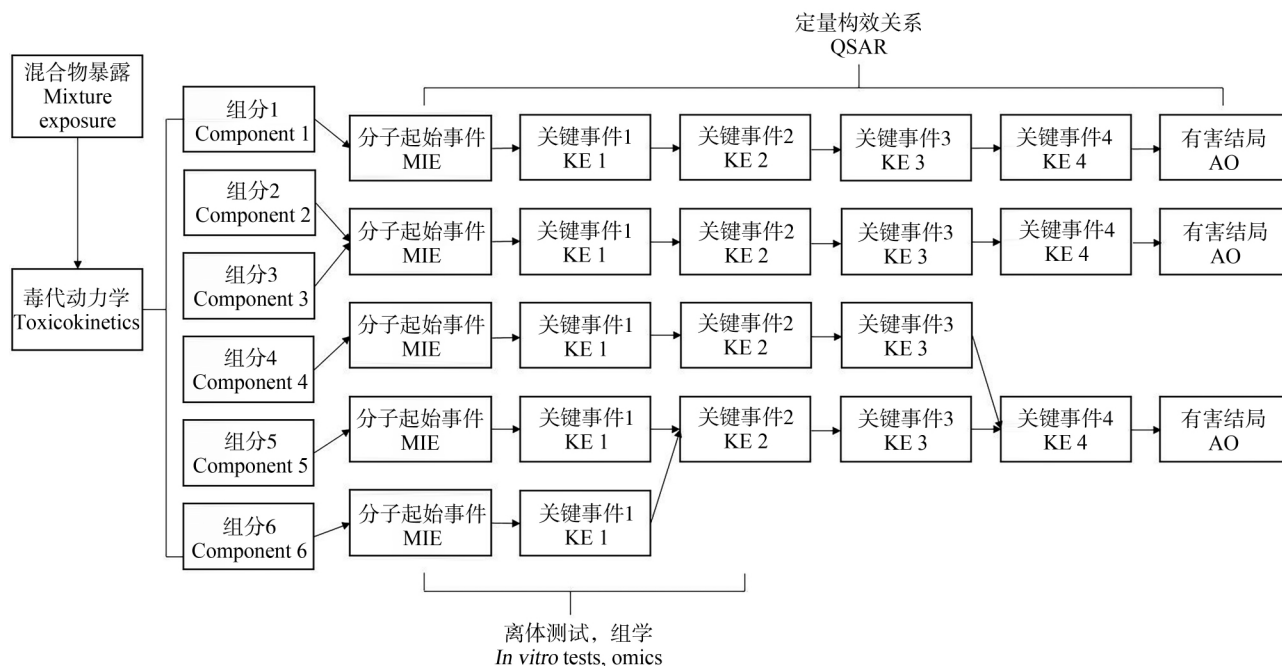 定量构效关系
QSAR
混合物暴露
Mixture
exposure
毒代动力学
Toxicokinetics
组分1
Component 1
组分2
Component 2
组分3
Component 3
组分4
Component 4
组分5
Component 5
组分6
Component 6
分子起始事件
MIE
关键事件1
KE 1
关键事件2
KE 2
关键事件3
KE 3
关键事件4
KE 4
有害结局
AO
分子起始事件
MIE
关键事件1
KE 1
关键事件2
KE 2
关键事件3
KE 3
关键事件4
KE 4
有害结局
AO
分子起始事件
MIE
关键事件1
KE 1
关键事件2
KE 2
关键事件3
KE 3
分子起始事件
MIE
关键事件1
KE 1
关键事件2
KE 2
关键事件3
KE 3
关键事件4
KE 4
有害结局
AO
分子起始事件
MIE
关键事件1
KE 1
离体测试，组学
In vitro tests, omics